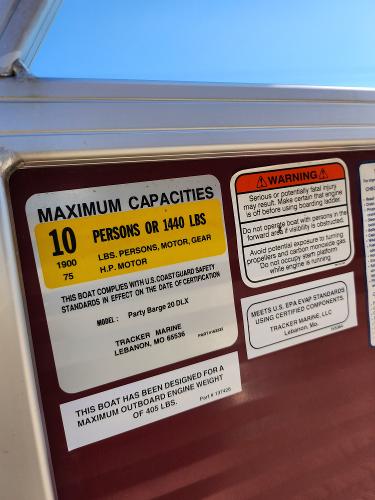 MAXIMUM CAPACITIES
10 PERSONS OR 1440 LBS
1900 LBS. PERSONS, MOTOR, GEAR
75 H.P. MOTOR
THIS BOAT COMPLIES WITH U.S. COAST GUARD SAFETY
STANDARDS IN EFFECT ON THE DATE OF CERTIFICATION
MODEL: Party Barge 20 DLX
TRACKER MARINE
LEBANON, MO 65536
THIS BOAT HAS BEEN DESIGNED FOR A
MAXIMUM OUTBOARD ENGINE WEIGHT
OF 405 LBS.
Part # 137425
WARNING
Serious or potentially fatal injury
may result. Make certain that engine
is off before using boarding ladder.
Do not operate boat with persons in the
forward area if visibility is obstructed.
Avoid potential exposure to turning
propellers and carbon monoxide gas.
Do not occupy stern platform
while engine is running.
MEETS U.S. EPA EVAP STANDARDS
USING CERTIFIED COMPONENTS.
TRACKER MARINE, LLC
Lebanon, Mo.